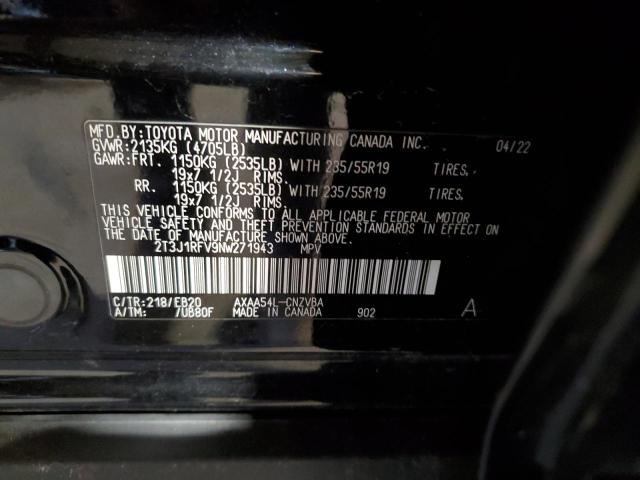 MFD.BY:TOYOTA MOTOR MANUFACTURING CANADA INC. 04/22
GVWR:2135KG (4705LB)
GAWR:FRT. 1150KG (2535LB) WITH 235/55R19 TIRES.
19x7 1/2J RIMS.
RR. 1150KG (2535LB) WITH 235/55R19 TIRES.
19x7 1/2J RIMS.
THIS VEHICLE CONFORMS TO ALL APPLICABLE FEDERAL MOTOR
VEHICLE SAFETY AND THEFT PREVENTION STANDARDS IN EFFECT
ON THE DATE OF MANUFACTURE SHOWN ABOVE.
2T3J1RFV9NW271943 MPV
C/TR:218/EB20 AXAA54L-CNZVBA
A/TM: /UB80F MADE IN CANADA 902 A